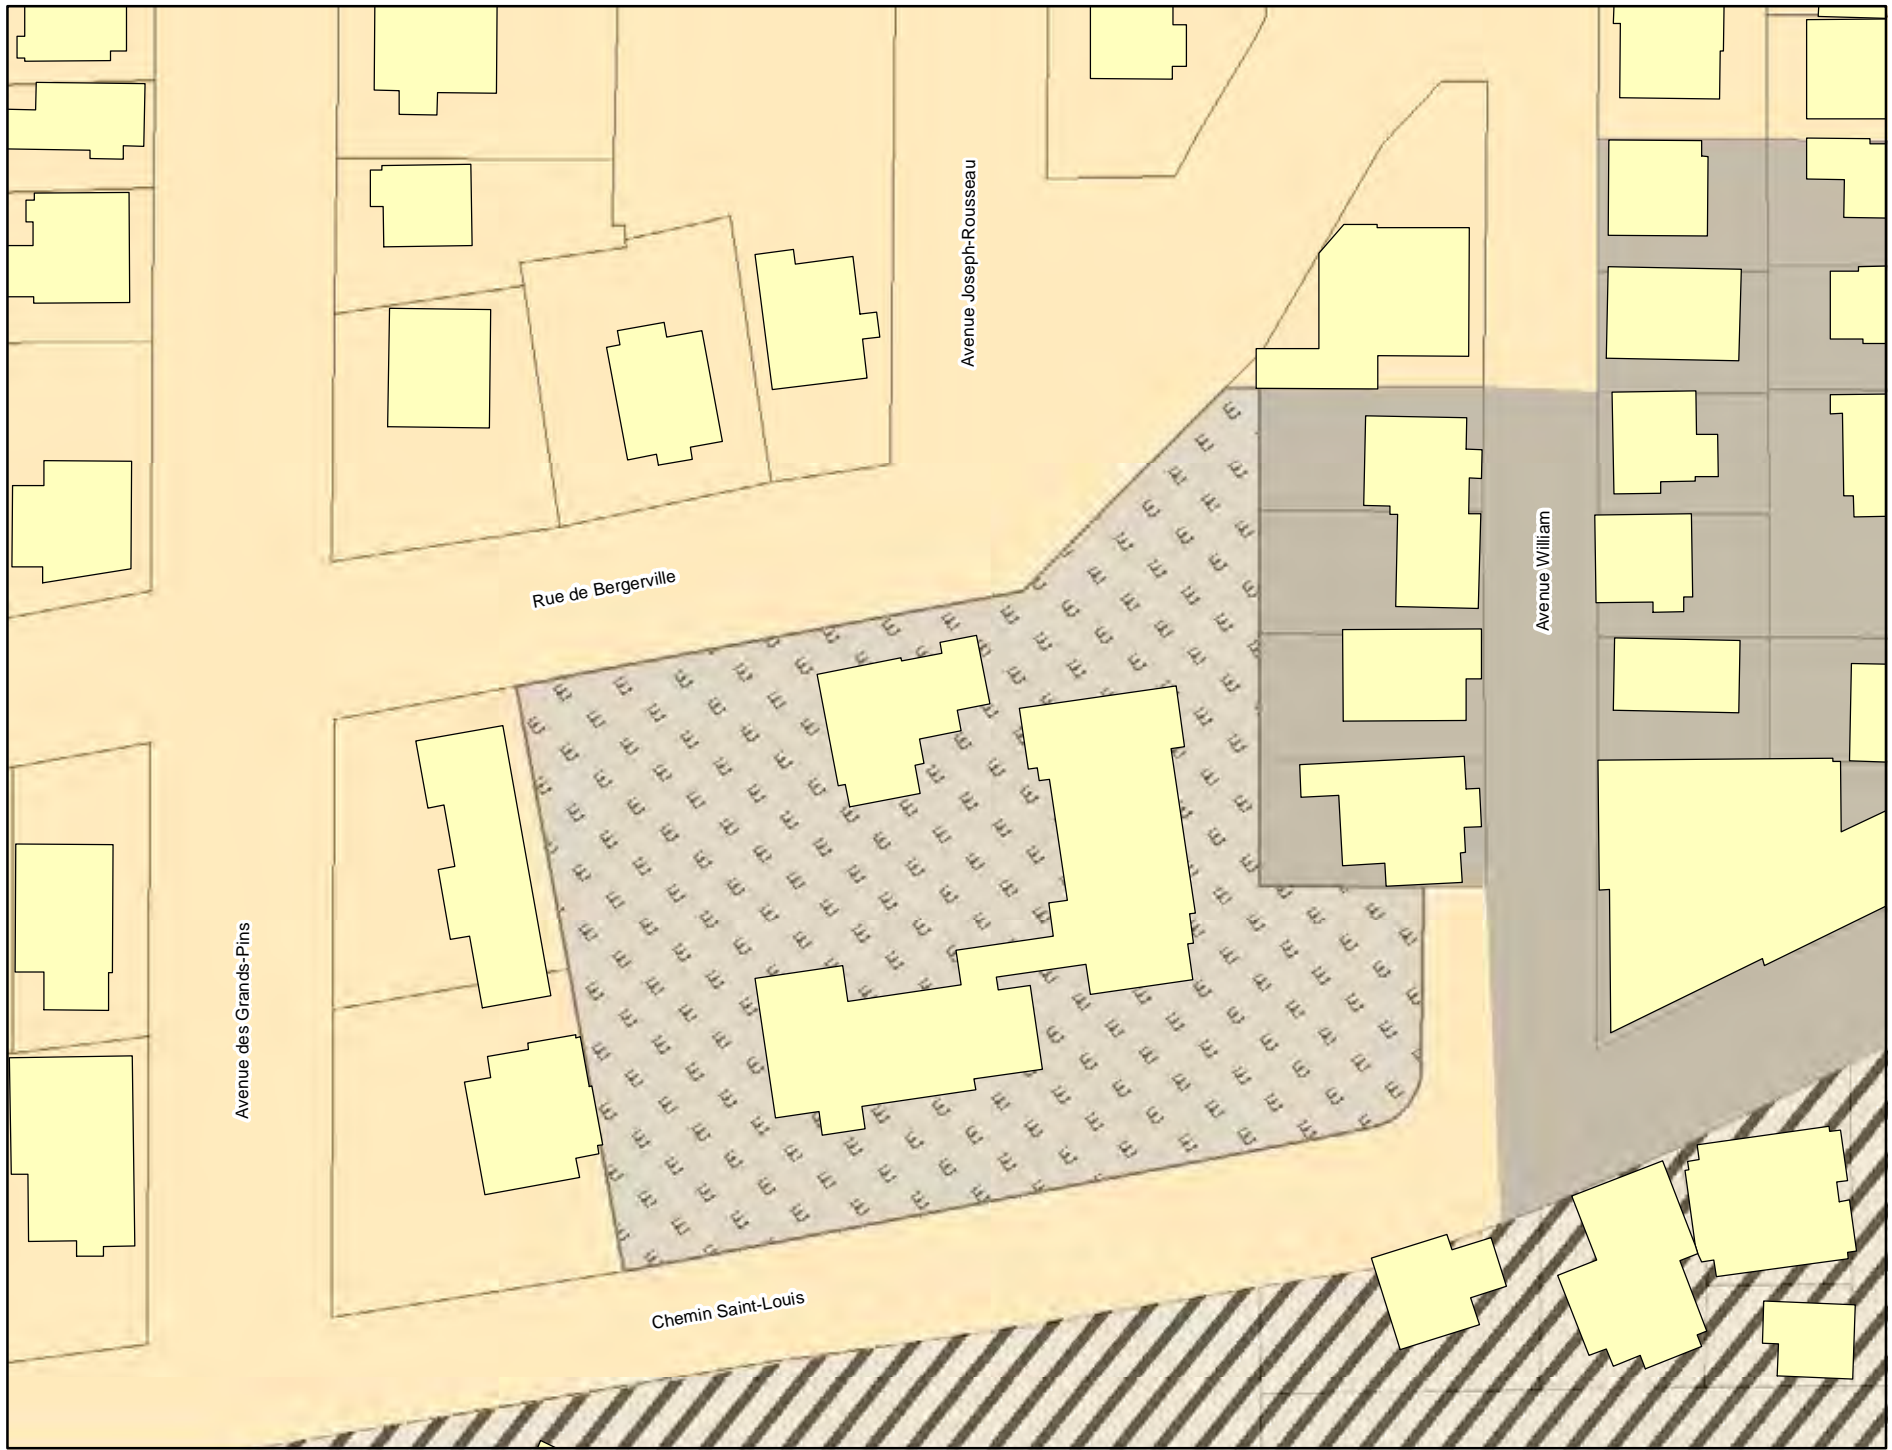 Avenue Joseph-Rousseau
Rue de Bergerville
Avenue William
Avenue des Grands-Pins
Chemin Saint-Louis